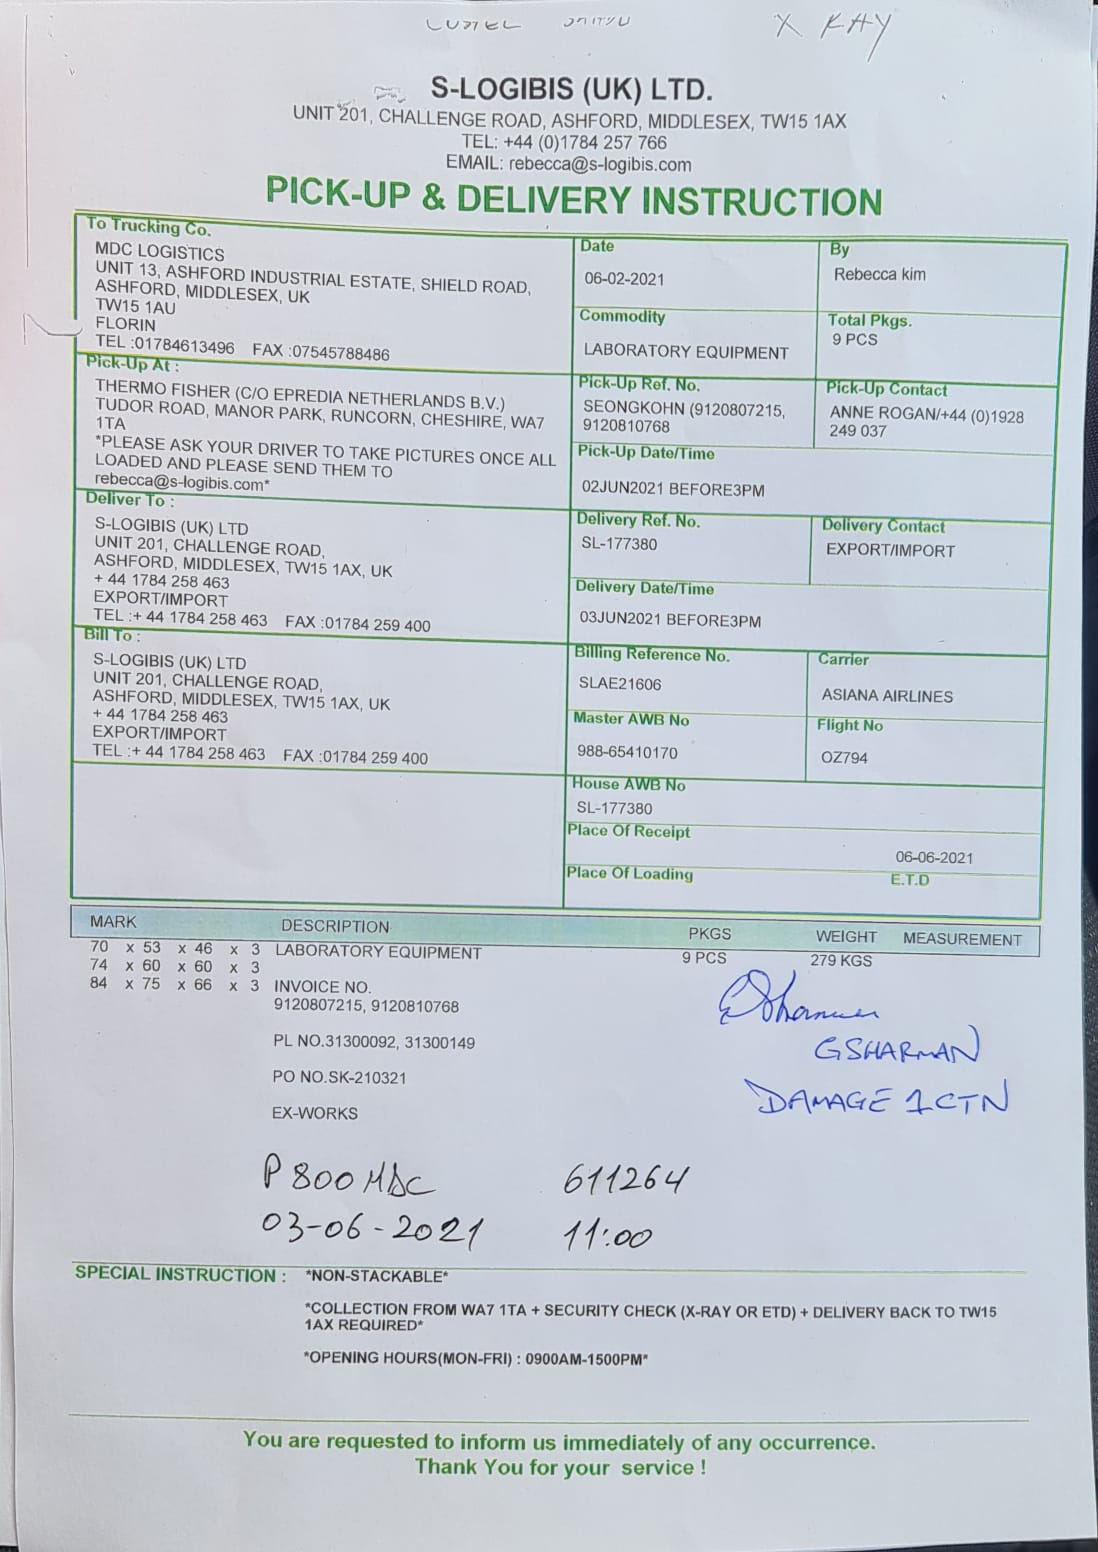 X RAY
S-LOGIBIS (UK) LTD.
UNIT 201, CHALLENGE ROAD, ASHFORD, MIDDLESEX, TW15 1AX
TEL: +44 (0)1784 257 766
EMAIL: rebecca@s-logibis.com
PICK-UP & DELIVERY INSTRUCTION
To Trucking Co.
MDC LOGISTICS
UNIT 13, ASHFORD INDUSTRIAL ESTATE, SHIELD ROAD,
ASHFORD, MIDDLESEX, UK
TW15 1AU
FLORIN
TEL :01784613496 FAX :07545788486
Date
06-02-2021
By
Rebecca kim
Commodity
LABORATORY EQUIPMENT
Total Pkgs.
9 PCS
Pick-Up At :
THERMO FISHER (C/O EPREDIA NETHERLANDS B.V.)
TUDOR ROAD, MANOR PARK, RUNCORN, CHESHIRE, WA7
1TA
*PLEASE ASK YOUR DRIVER TO TAKE PICTURES ONCE ALL
LOADED AND PLEASE SEND THEM TO
rebecca@s-logibis.com*
Pick-Up Ref. No.
SEONGKOHN (9120807215,
9120810768
Pick-Up Contact
ANNE ROGAN/+44 (0)1928
249 037
Pick-Up Date/Time
02JUN2021 BEFORE3PM
Deliver To :
S-LOGIBIS (UK) LTD
UNIT 201, CHALLENGE ROAD,
ASHFORD, MIDDLESEX, TW15 1AX, UK
+ 44 1784 258 463
EXPORT/IMPORT
TEL :+ 44 1784 258 463 FAX :01784 259 400
Delivery Ref. No.
SL-177380
Delivery Contact
EXPORT/IMPORT
Delivery Date/Time
03JUN2021 BEFORE3PM
Bill To :
S-LOGIBIS (UK) LTD
UNIT 201, CHALLENGE ROAD,
ASHFORD, MIDDLESEX, TW15 1AX, UK
+ 44 1784 258 463
EXPORT/IMPORT
TEL :+ 44 1784 258 463 FAX :01784 259 400
Billing Reference No.
SLAE21606
Carrier
ASIANA AIRLINES
Master AWB No
988-65410170
Flight No
OZ794
House AWB No
SL-177380
Place Of Receipt
06-06-2021
Place Of Loading E.T.D
MARK DESCRIPTION PKGS WEIGHT MEASUREMENT
70 x 53 x 46 x 3 LABORATORY EQUIPMENT 9 PCS 279 KGS
74 x 60 x 60 x 3
84 x 75 x 66 x 3 INVOICE NO.
9120807215, 9120810768
PL NO.31300092, 31300149
PO NO.SK-210321
EX-WORKS
GSHARMAN
DAMAGE 1CTN
P800MDC 611264
03-06-2021 11:00
SPECIAL INSTRUCTION : *NON-STACKABLE*
*COLLECTION FROM WA7 1TA + SECURITY CHECK (X-RAY OR ETD) + DELIVERY BACK TO TW15
1AX REQUIRED*
*OPENING HOURS(MON-FRI) : 0900AM-1500PM*
You are requested to inform us immediately of any occurrence.
Thank You for your service !